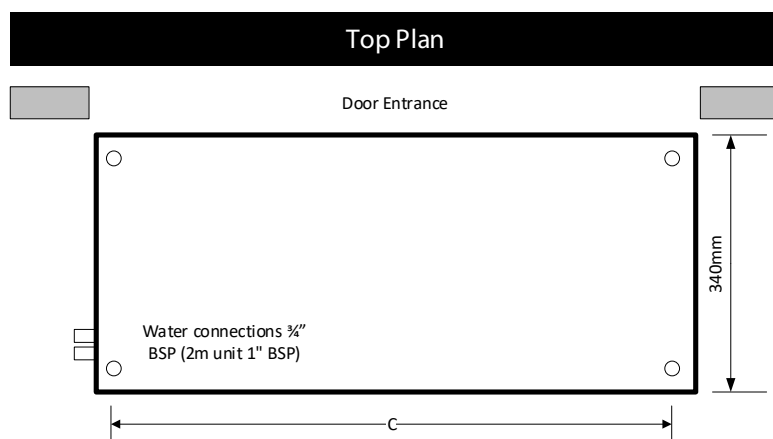 Top Plan
Door Entrance
340mm
Water connections ¾”
BSP (2m unit 1" BSP)
C